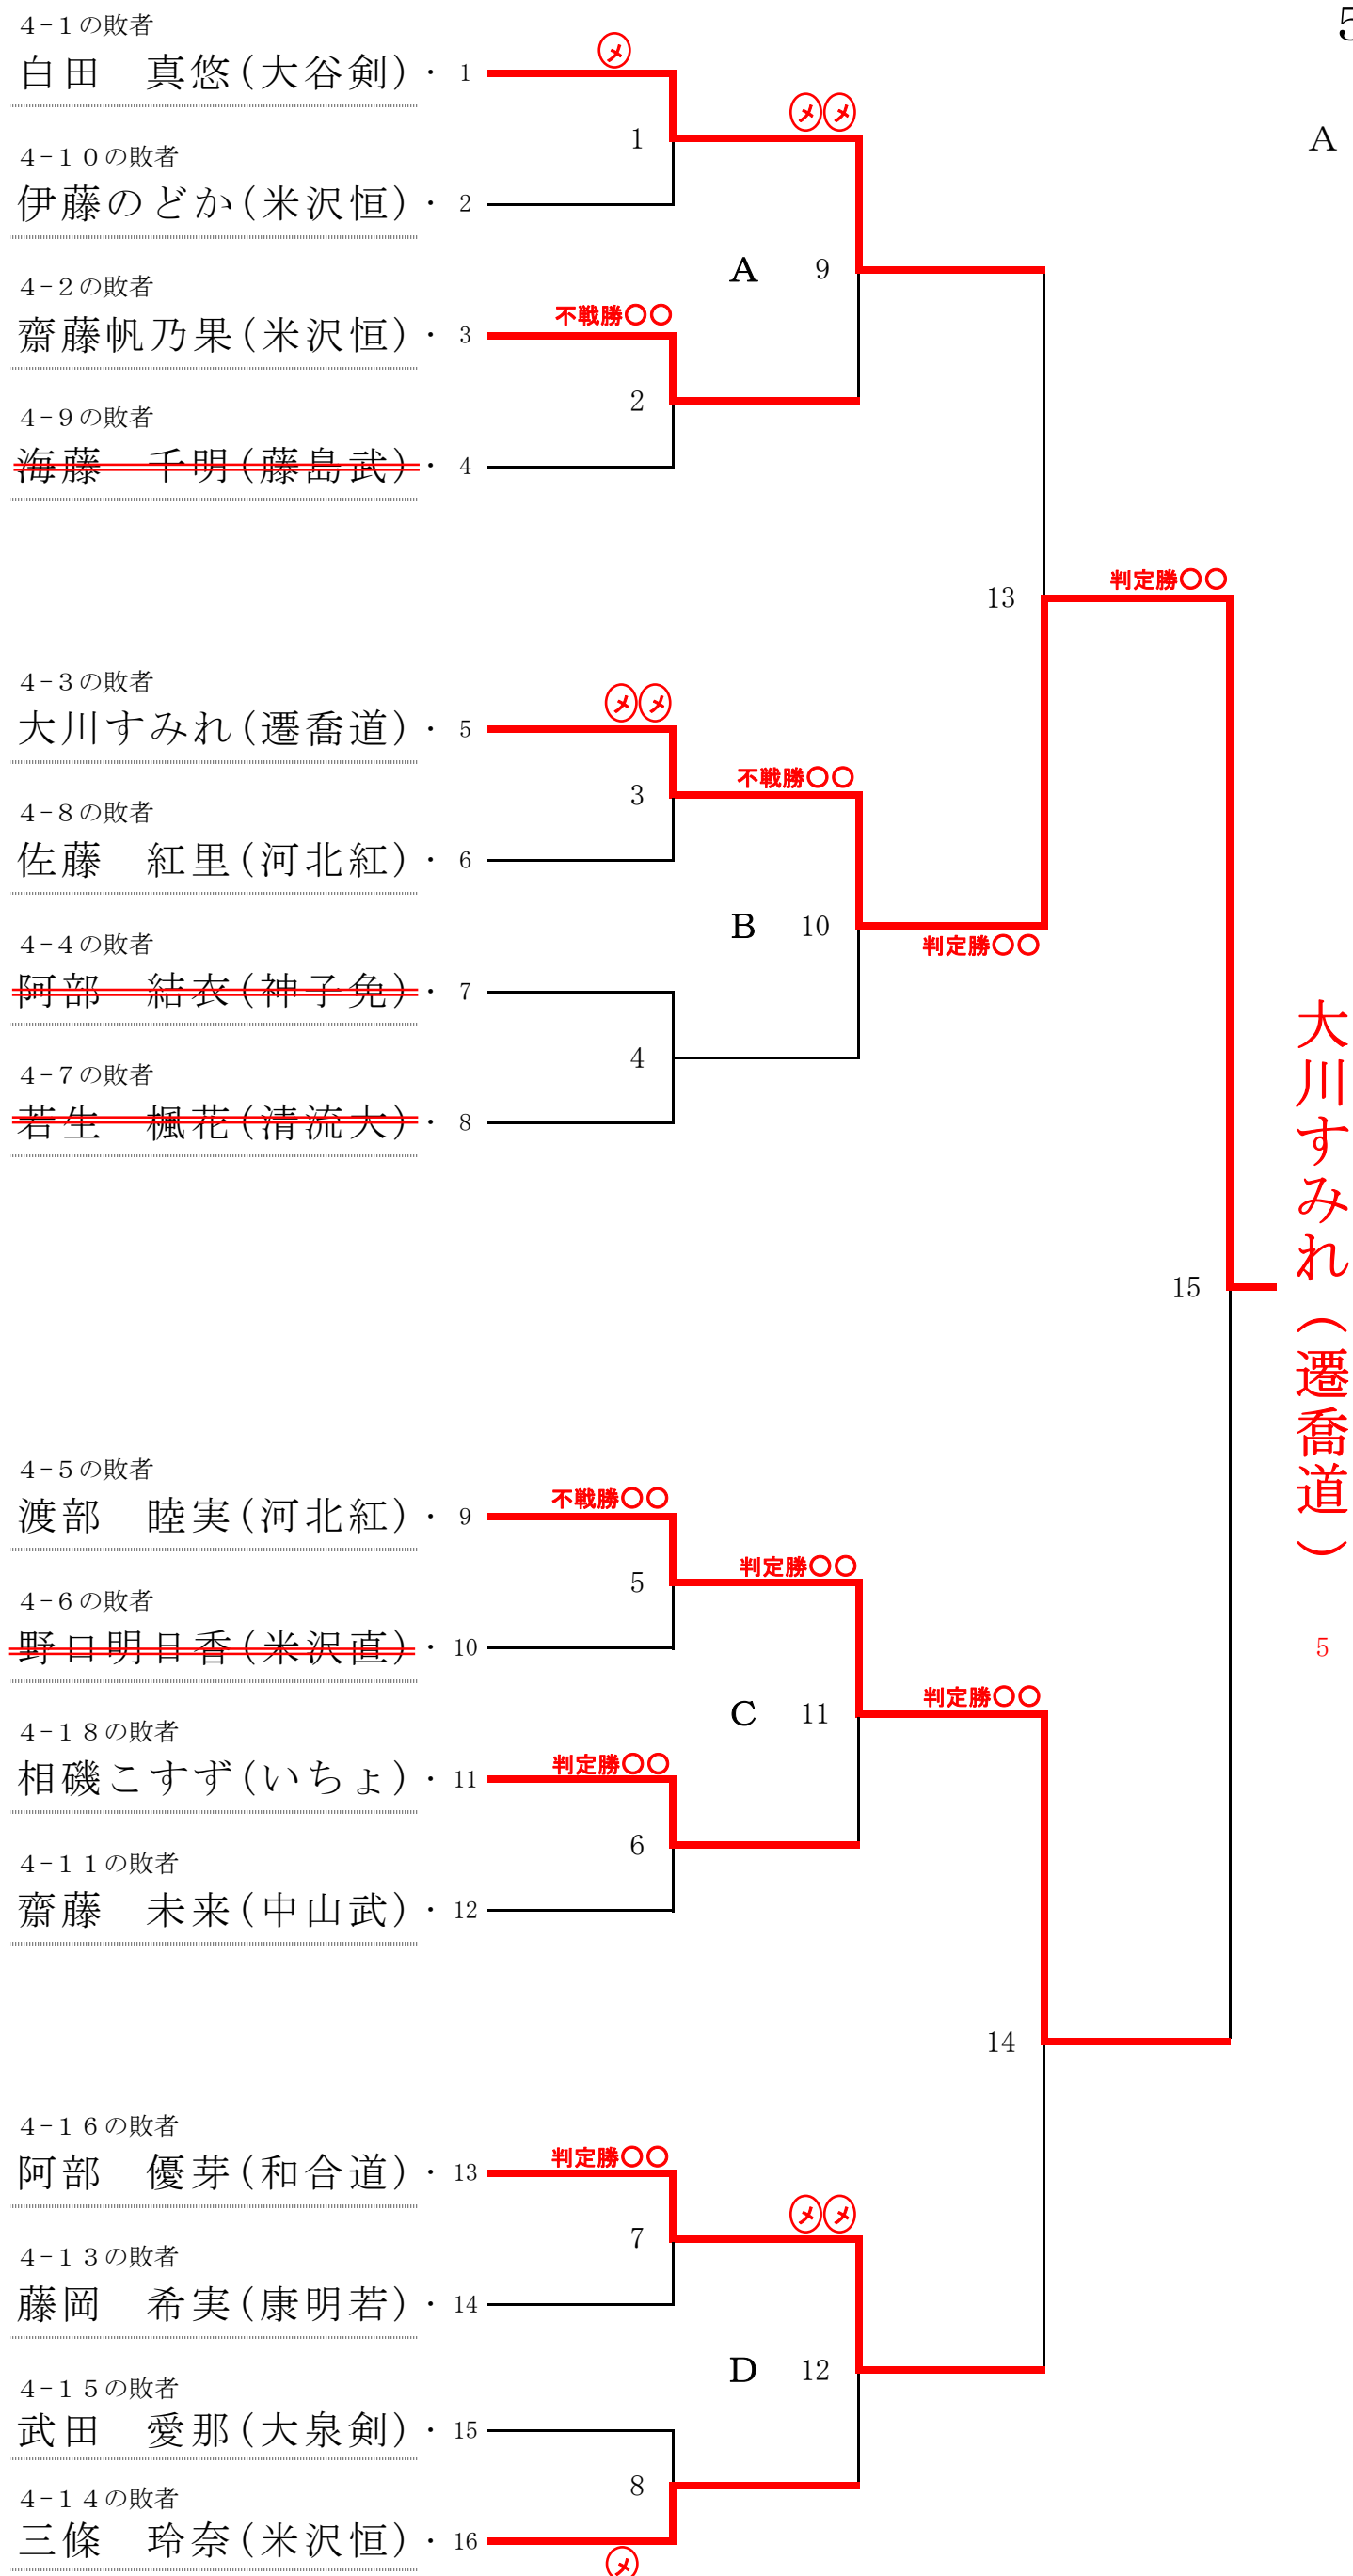 5
A
4-1の敗者
白田　真悠(大谷剣)・ 1
メ
メメ
1
4-10の敗者
伊藤のどか(米沢恒)・ 2
A 9
4-2の敗者
齋藤帆乃果(米沢恒)・ 3
不戦勝〇〇
2
4-9の敗者
海藤　千明(藤島武)・ 4
13
判定勝〇〇
4-3の敗者
大川すみれ(遷喬道)・ 5
メメ
3
不戦勝〇〇
4-8の敗者
佐藤　紅里(河北紅)・ 6
B 10
判定勝〇〇
4-4の敗者
阿部　結衣(神子免)・ 7
4
4-7の敗者
若生　楓花(清流大)・ 8
15
大川すみれ（遷喬道）
5
4-5の敗者
渡部　睦実(河北紅)・ 9
不戦勝〇〇
5
判定勝〇〇
4-6の敗者
野口明日香(米沢直)・ 10
C 11
判定勝〇〇
4-18の敗者
相磯こすず(いちょ)・ 11
判定勝〇〇
6
4-11の敗者
齋藤　未来(中山武)・ 12
14
4-16の敗者
阿部　優芽(和合道)・ 13
判定勝〇〇
7
メメ
4-13の敗者
藤岡　希実(康明若)・ 14
D 12
4-15の敗者
武田　愛那(大泉剣)・ 15
8
4-14の敗者
三條　玲奈(米沢恒)・ 16
メ